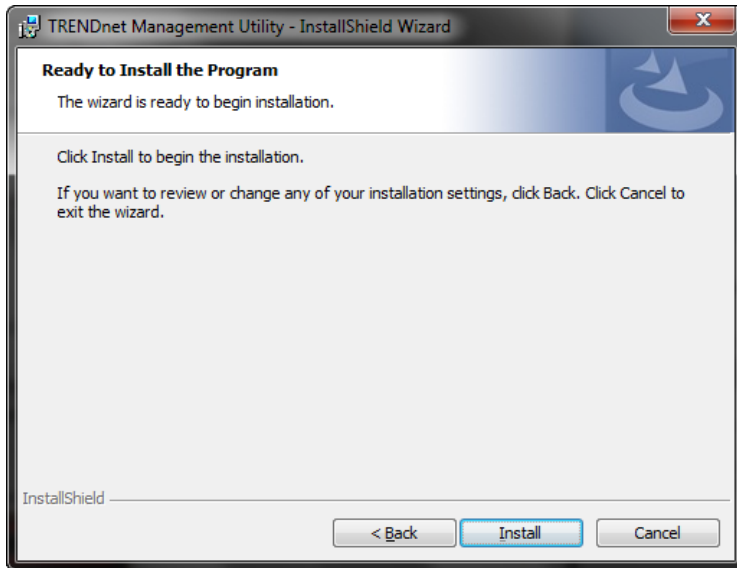 TRENDnet Management Utility - InstallShield Wizard
Ready to Install the Program
The wizard is ready to begin installation.
Click Install to begin the installation.
If you want to review or change any of your installation settings, click Back. Click Cancel to
exit the wizard.
InstallShield
< Back Install Cancel